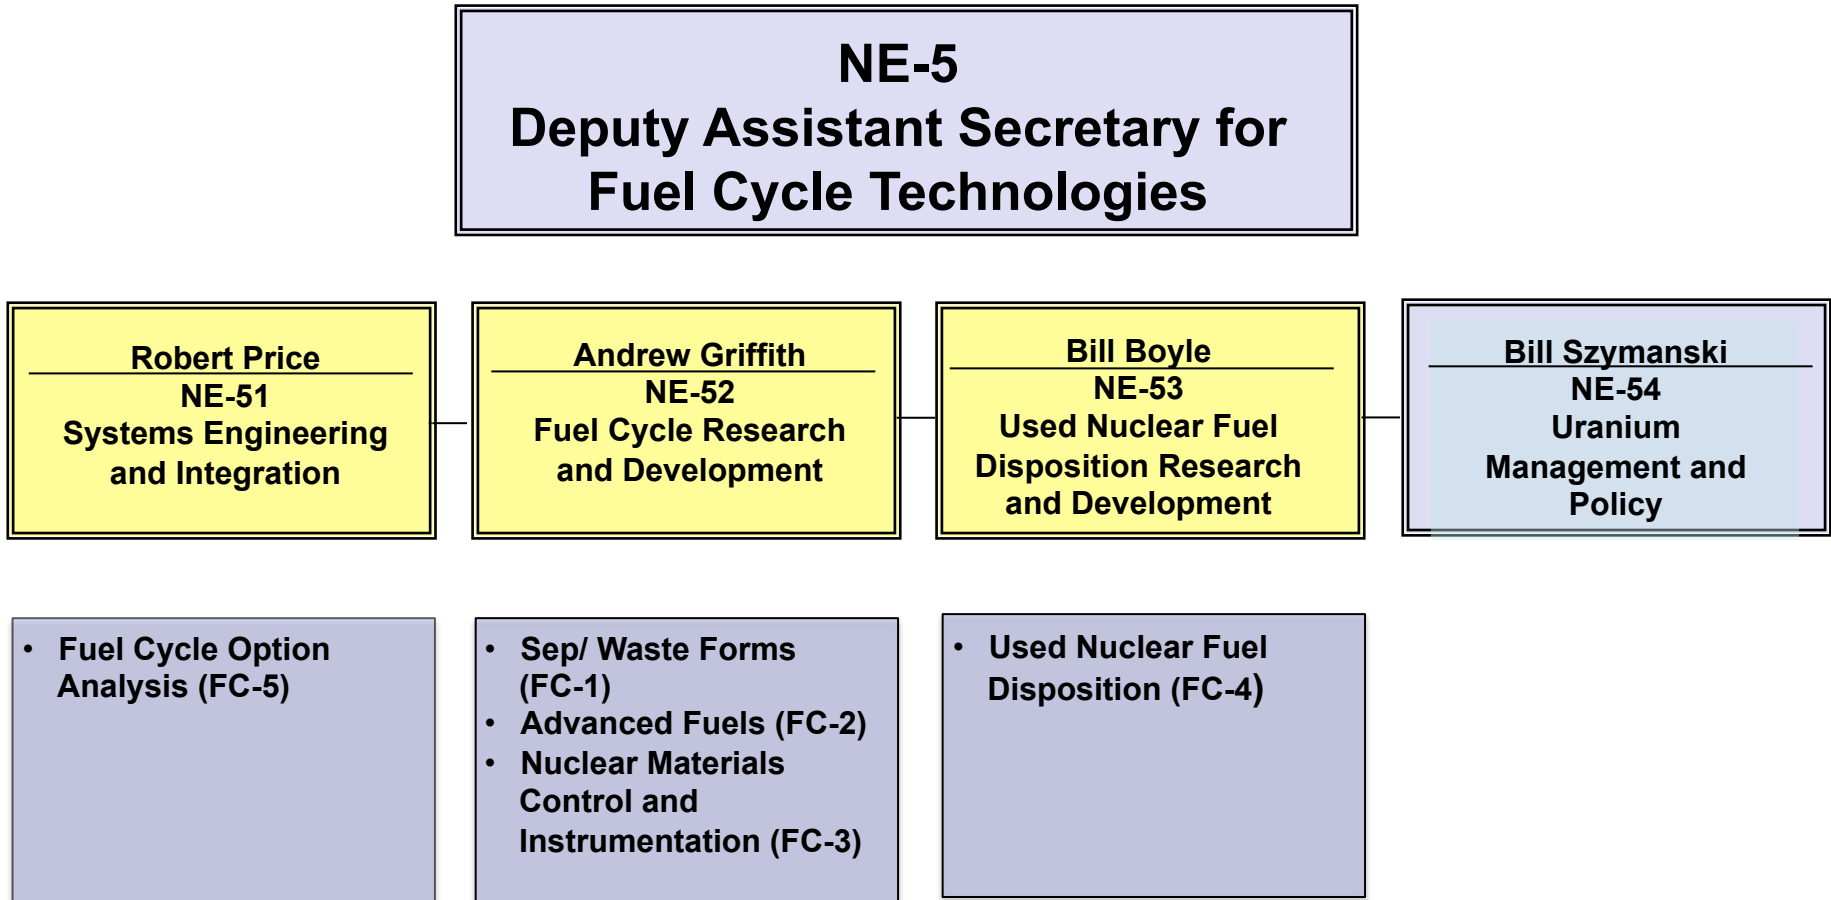 NE-5
Deputy Assistant Secretary for
Fuel Cycle Technologies
Robert Price
NE-51
Systems Engineering
and Integration
Andrew Griffith
NE-52
Fuel Cycle Research
and Development
Bill Boyle
NE-53
Used Nuclear Fuel
Disposition Research
and Development
Bill Szymanski
NE-54
Uranium
Management and
Policy
• Fuel Cycle Option
Analysis (FC-5)
• Sep/ Waste Forms
(FC-1)
• Advanced Fuels (FC-2)
• Nuclear Materials
Control and
Instrumentation (FC-3)
• Used Nuclear Fuel
Disposition (FC-4)